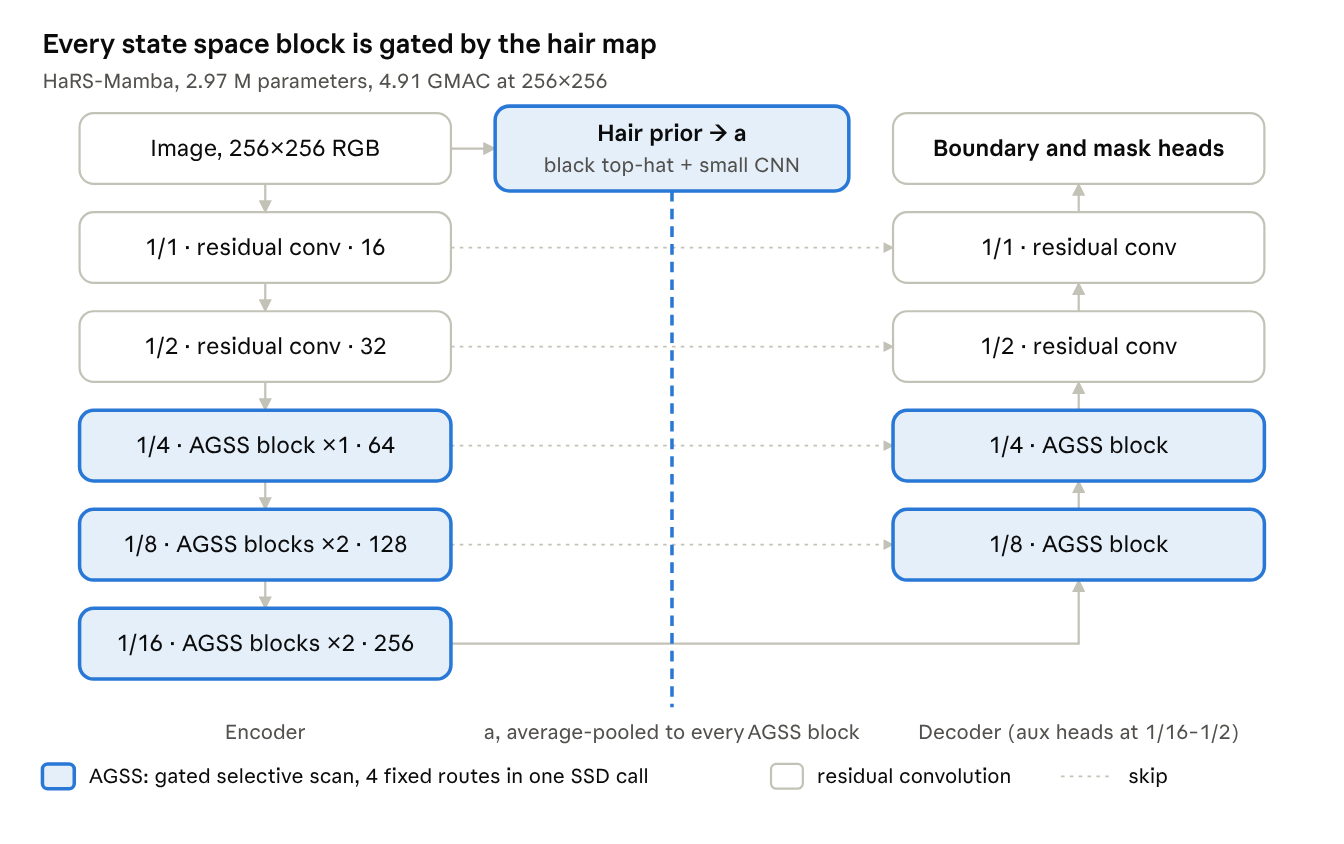 Every state space block is gated by the hair map
HaRS-Mamba, 2.97 M parameters, 4.91 GMAC at 256×256
Image, 256×256 RGB
Hair prior → a
black top-hat + small CNN
Boundary and mask heads
1/1 · residual conv · 16
1/1 · residual conv
1/2 · residual conv · 32
1/2 · residual conv
1/4 · AGSS block ×1 · 64
1/4 · AGSS block
1/8 · AGSS blocks ×2 · 128
1/8 · AGSS block
1/16 · AGSS blocks ×2 · 256
Encoder
a, average-pooled to every AGSS block
Decoder (aux heads at 1/16–1/2)
AGSS: gated selective scan, 4 fixed routes in one SSD call
residual convolution
skip